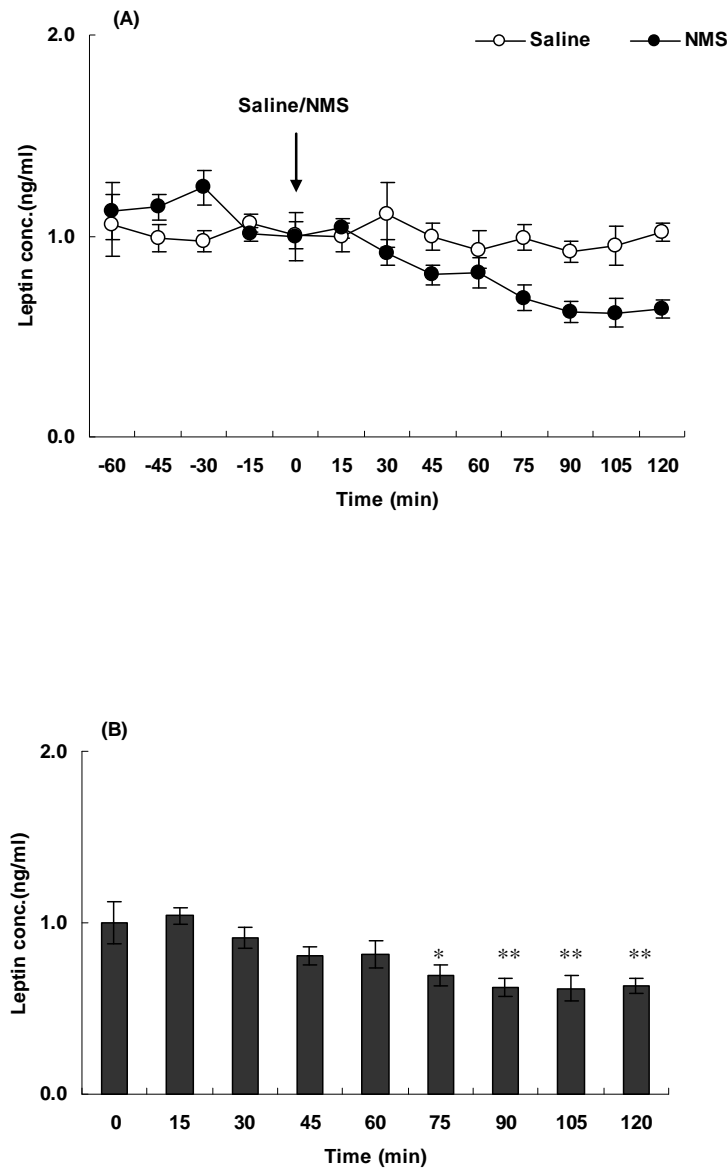 (A)
Saline NMS
Saline/NMS
2.0
1.0
0.0
Leptin conc.(ng/ml)
-60 -45 -30 -15 0 15 30 45 60 75 90 105 120
Time (min)
(B)
2.0
1.0
0.0
Leptin conc.(ng/ml)
* ** ** **
0 15 30 45 60 75 90 105 120
Time (min)